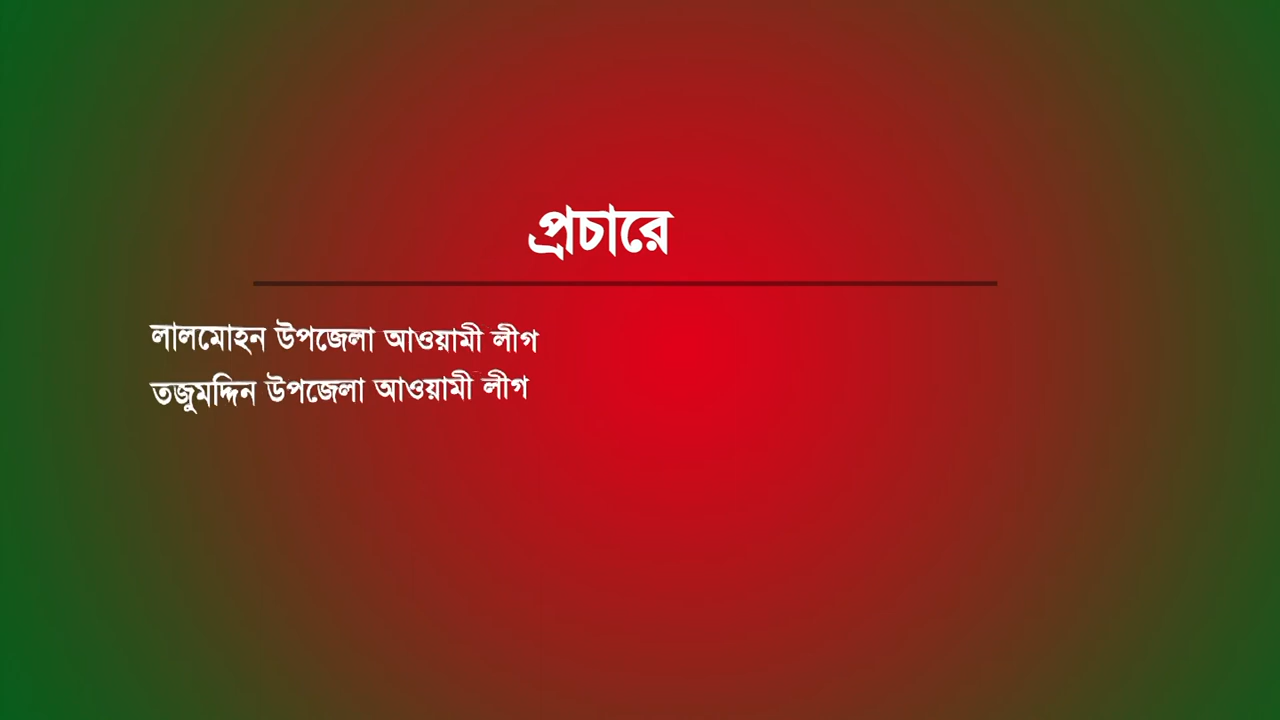 প্রচারে
লালমোহন উপজেলা আওয়ামী লীগ
তজুমদ্দিন উপজেলা আওয়ামী লীগ